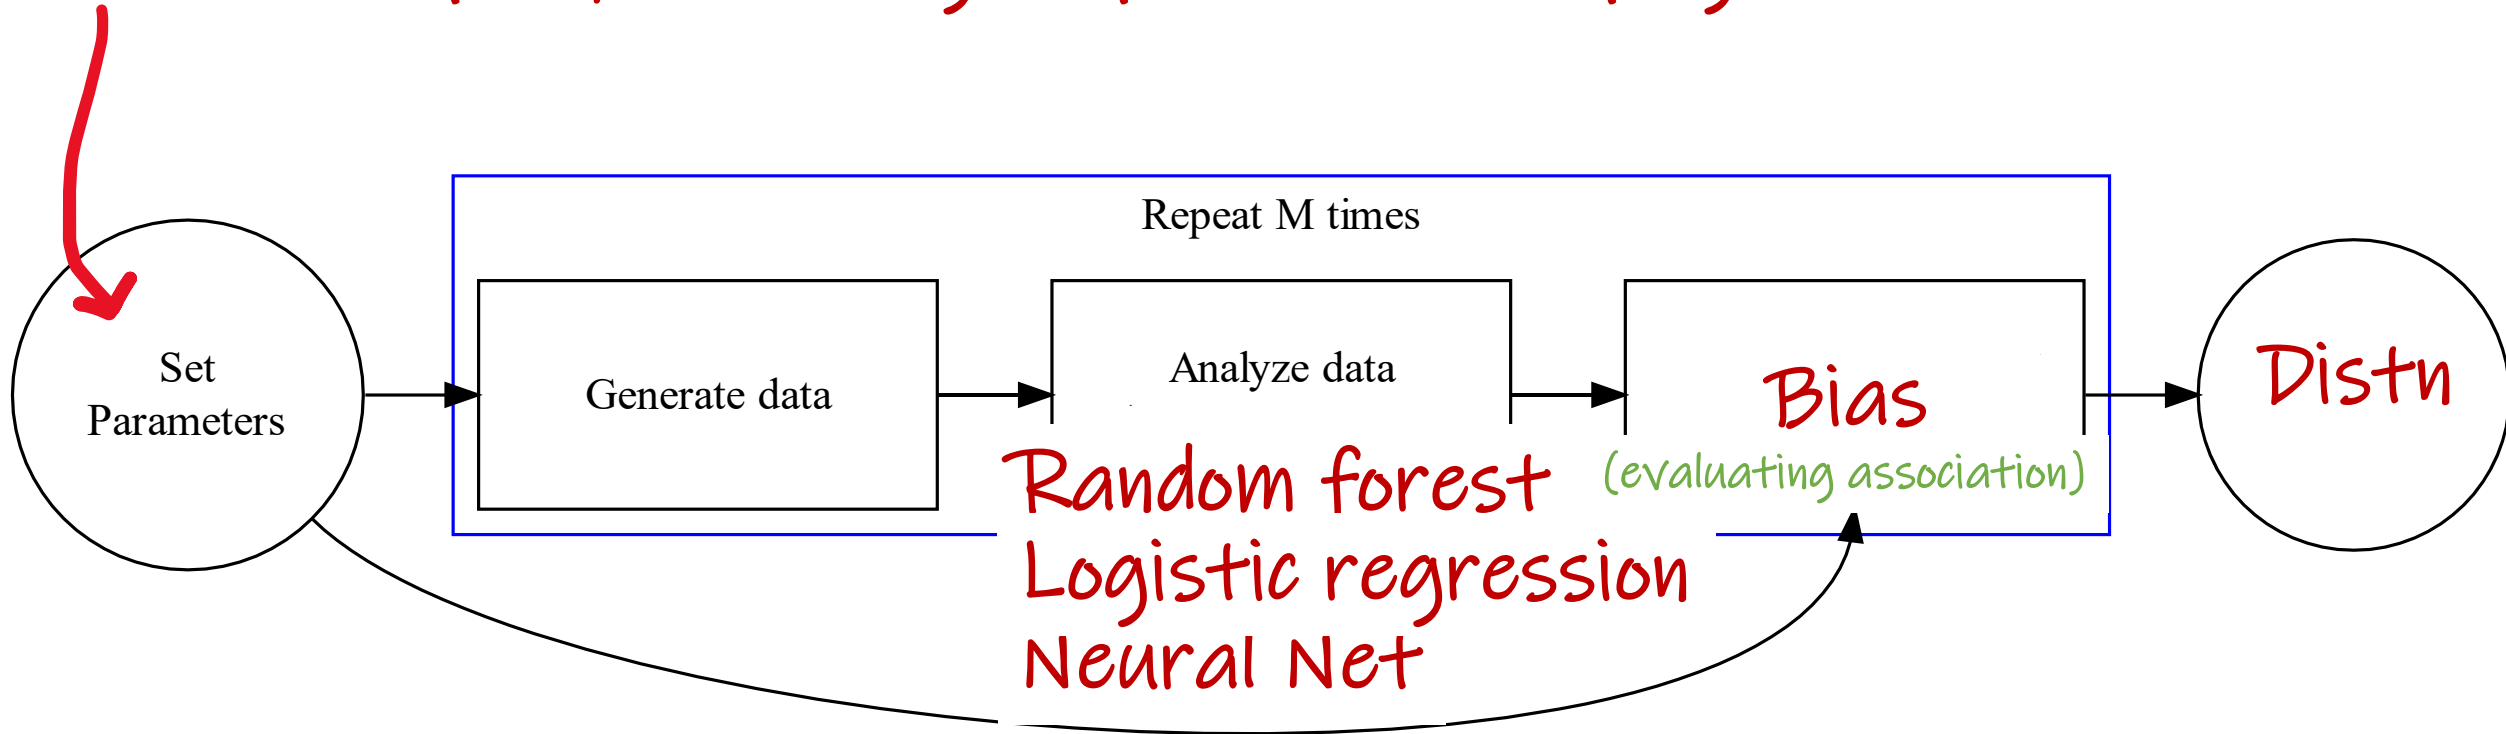 Repeat M times
Set
Parameters
Generate data
Analyze data
Random forest
Logistic regression
Neural Net
Bias
(evaluating association)
Distn